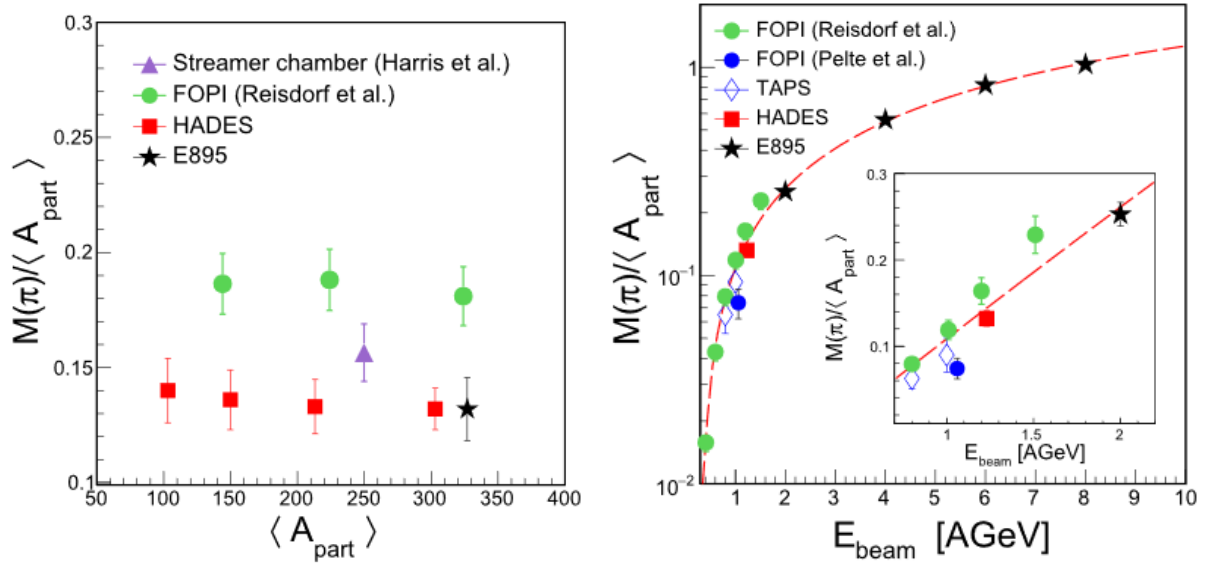 0.3
0.25
0.2
0.15
0.1
50
100
150
200
250
300
350
400
M(π)/⟨ A_part ⟩
⟨ A_part ⟩
Streamer chamber (Harris et al.)
FOPI (Reisdorf et al.)
HADES
E895
1
10⁻¹
10⁻²
1
2
3
4
5
6
7
8
9
10
M(π)/⟨ A_part ⟩
E_beam [AGeV]
FOPI (Reisdorf et al.)
FOPI (Pelte et al.)
TAPS
HADES
E895
0.3
0.2
0.1
1
1.5
2
M(π)/⟨ A_part ⟩
E_beam [AGeV]